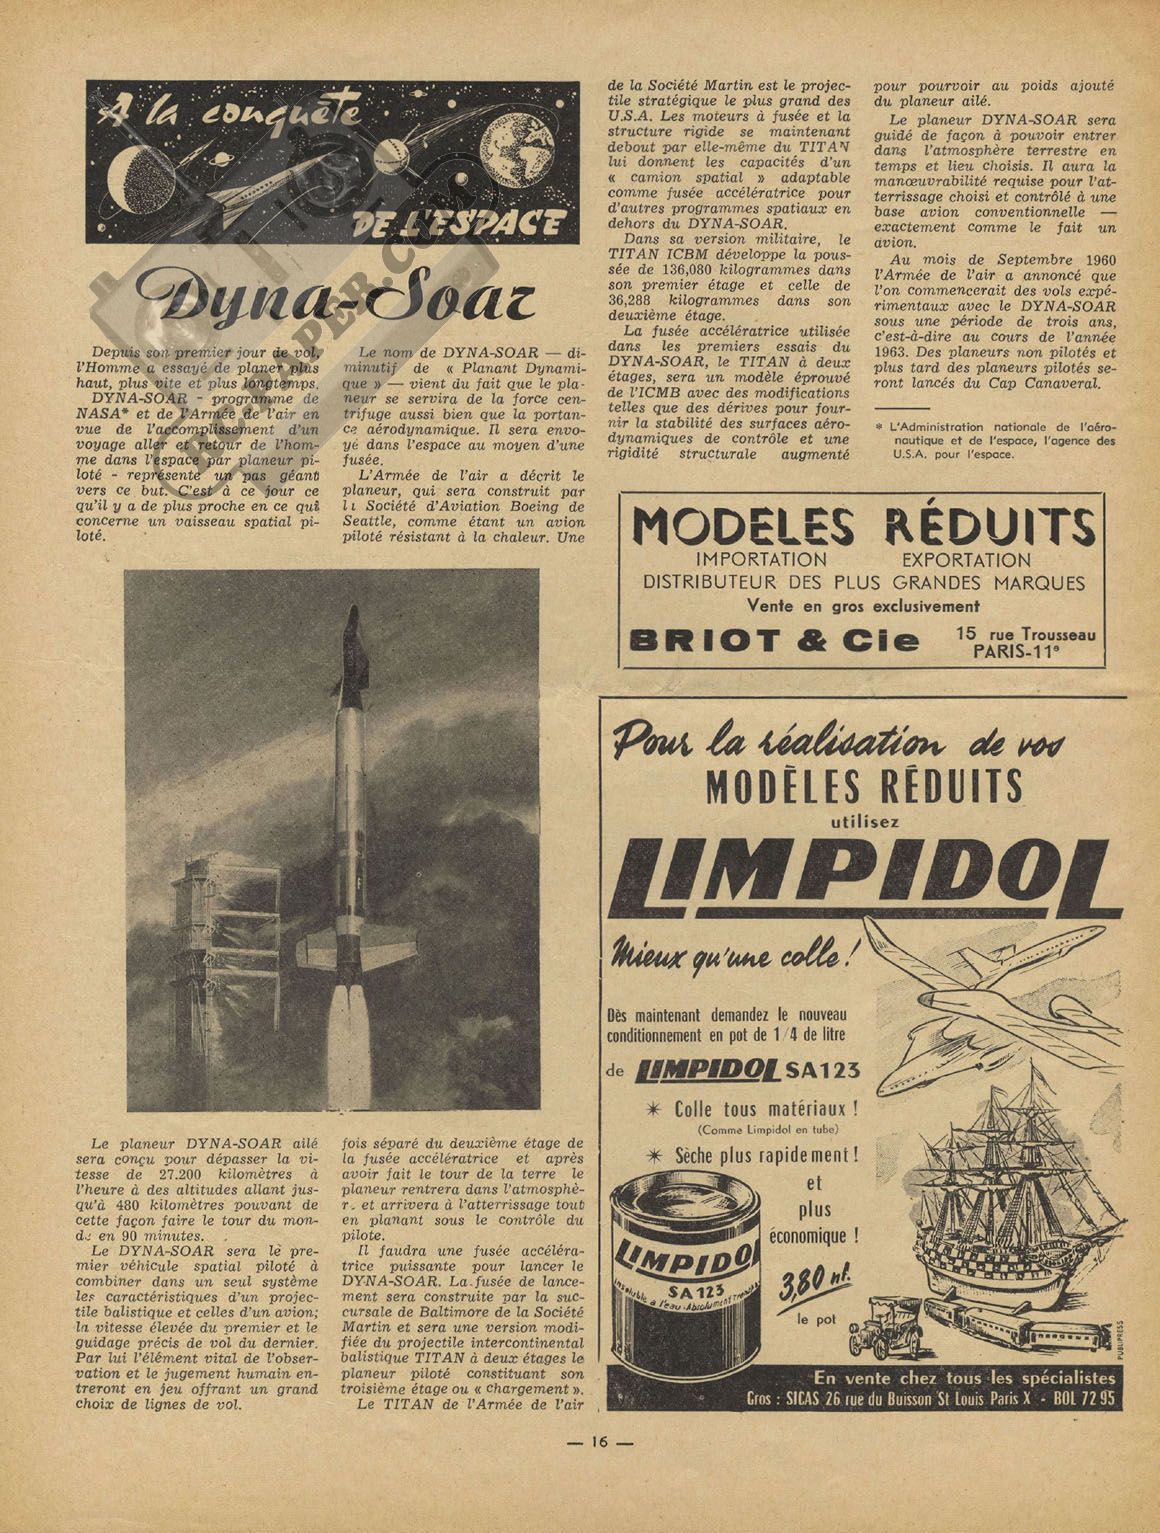 A la conquête
DE L'ESPACE
Dyna-Soar
Depuis son premier jour de vol,
l'Homme a essayé de planer plus
haut, plus vite et plus longtemps.
DYNA-SOAR - programme de
NASA* et de l'Armée de l'air en
vue de l'accomplissement d'un
voyage aller et retour de l'hom-
me dans l'espace par planeur pi-
loté - représente un pas géant
vers ce but. C'est à ce jour ce
qu'il y a de plus proche en ce qui
concerne un vaisseau spatial pi-
loté.
Le nom de DYNA-SOAR — di-
minutif de « Planant Dynami-
que » — vient du fait que le pla-
neur se servira de la force cen-
trifuge aussi bien que la portan-
ce aérodynamique. Il sera envo-
yé dans l'espace au moyen d'une
fusée.
L'Armée de l'air a décrit le
planeur, qui sera construit par
la Société d'Aviation Boeing de
Seattle, comme étant un avion
piloté résistant à la chaleur. Une
Le planeur DYNA-SOAR ailé
sera conçu pour dépasser la vi-
tesse de 27.200 kilomètres à
l'heure à des altitudes allant jus-
qu'à 480 kilomètres pouvant de
cette façon faire le tour du mon-
de en 90 minutes.
Le DYNA-SOAR sera le pre-
mier véhicule spatial piloté à
combiner dans un seul système
les caractéristiques d'un projec-
tile balistique et celles d'un avion;
la vitesse élevée du premier et le
guidage précis de vol du dernier.
Par lui l'élément vital de l'obser-
vation et le jugement humain en-
treront en jeu offrant un grand
choix de lignes de vol.
fois séparé du deuxième étage de
la fusée accélératrice et après
avoir fait le tour de la terre le
planeur rentrera dans l'atmosphè-
re et arrivera à l'atterrissage tout
en planant sous le contrôle du
pilote.
Il faudra une fusée accéléra-
trice puissante pour lancer le
DYNA-SOAR. La fusée de lance-
ment sera construite par la suc-
cursale de Baltimore de la Société
Martin et sera une version modi-
fiée du projectile intercontinental
balistique TITAN à deux étages le
planeur piloté constituant son
troisième étage ou « chargement ».
Le TITAN de l'Armée de l'air
de la Société Martin est le projec-
tile stratégique le plus grand des
U.S.A. Les moteurs à fusée et la
structure rigide se maintenant
debout par elle-même du TITAN
lui donnent les capacités d'un
« camion spatial » adaptable
comme fusée accélératrice pour
d'autres programmes spatiaux en
dehors du DYNA-SOAR.
Dans sa version militaire, le
TITAN ICBM développe la pous-
sée de 136,080 kilogrammes dans
son premier étage et celle de
36,288 kilogrammes dans son
deuxième étage.
La fusée accélératrice utilisée
dans les premiers essais du
DYNA-SOAR, le TITAN à deux
étages, sera un modèle éprouvé
de l'ICMB avec des modifications
telles que des dérives pour four-
nir la stabilité des surfaces aéro-
dynamiques de contrôle et une
rigidité structurale augmenté
pour pourvoir au poids ajouté
du planeur ailé.
Le planeur DYNA-SOAR sera
guidé de façon à pouvoir entrer
dans l'atmosphère terrestre en
temps et lieu choisis. Il aura la
manœuvrabilité requise pour l'at-
terrissage choisi et contrôlé à une
base avion conventionnelle —
exactement comme le fait un
avion.
Au mois de Septembre 1960
l'Armée de l'air a annoncé que
l'on commencerait des vols expé-
rimentaux avec le DYNA-SOAR
sous une période de trois ans,
c'est-à-dire au cours de l'année
1963. Des planeurs non pilotés et
plus tard des planeurs pilotés se-
ront lancés du Cap Canaveral.
* L'Administration nationale de l'aéro-
nautique et de l'espace, l'agence des
U.S.A. pour l'espace.
MODELES RÉDUITS
IMPORTATION EXPORTATION
DISTRIBUTEUR DES PLUS GRANDES MARQUES
Vente en gros exclusivement
BRIOT & Cie 15 rue Trousseau
PARIS-11e
Pour la réalisation de vos
MODÈLES RÉDUITS
utilisez
LIMPIDOL
Mieux qu'une colle !
Dès maintenant demandez le nouveau
conditionnement en pot de 1/4 de litre
de LIMPIDOL SA123
* Colle tous matériaux !
(Comme Limpidol en tube)
* Sèche plus rapidement !
et
plus
économique !
3,80 nf.
le pot
LIMPIDOL
SA123
Insoluble à l'eau - Absolument
PUBLIPRESS
En vente chez tous les spécialistes
Gros : SICAS 26 rue du Buisson St Louis Paris X - BOL 72 95
— 16 —